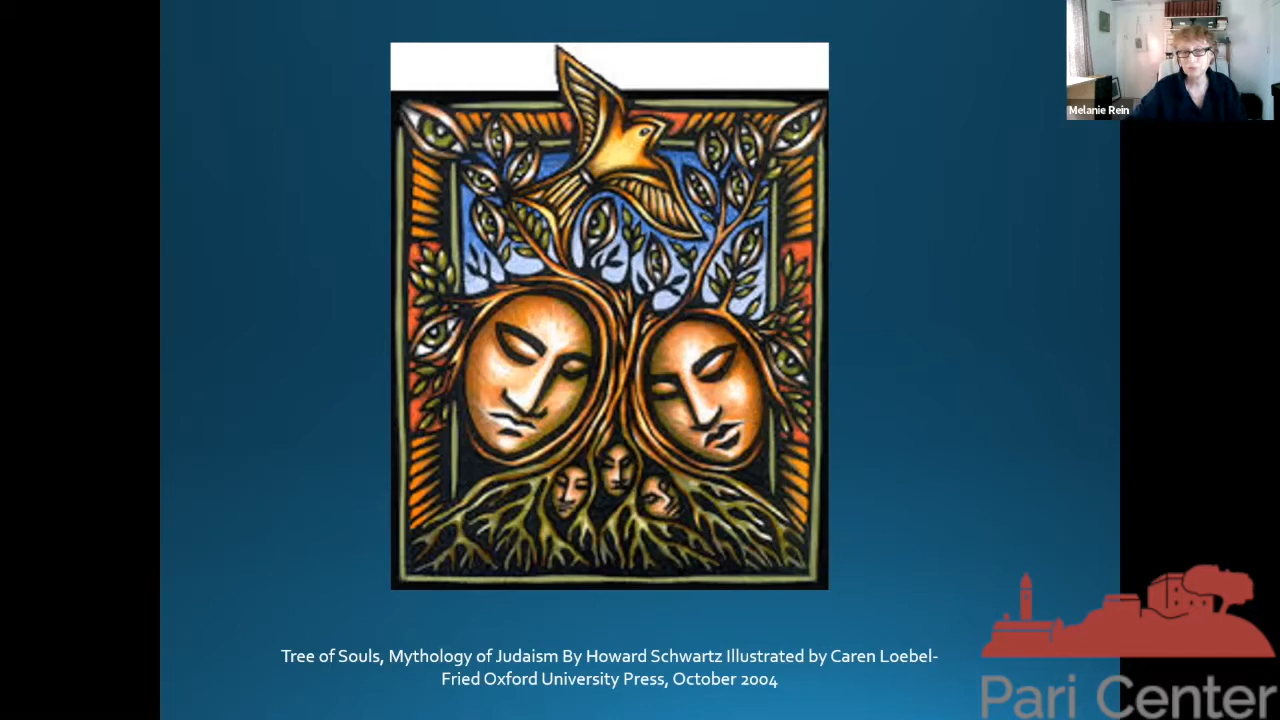 Melanie Rein
Tree of Souls, Mythology of Judaism By Howard Schwartz Illustrated by Caren Loebel-
Fried Oxford University Press, October 2004
Pari Center